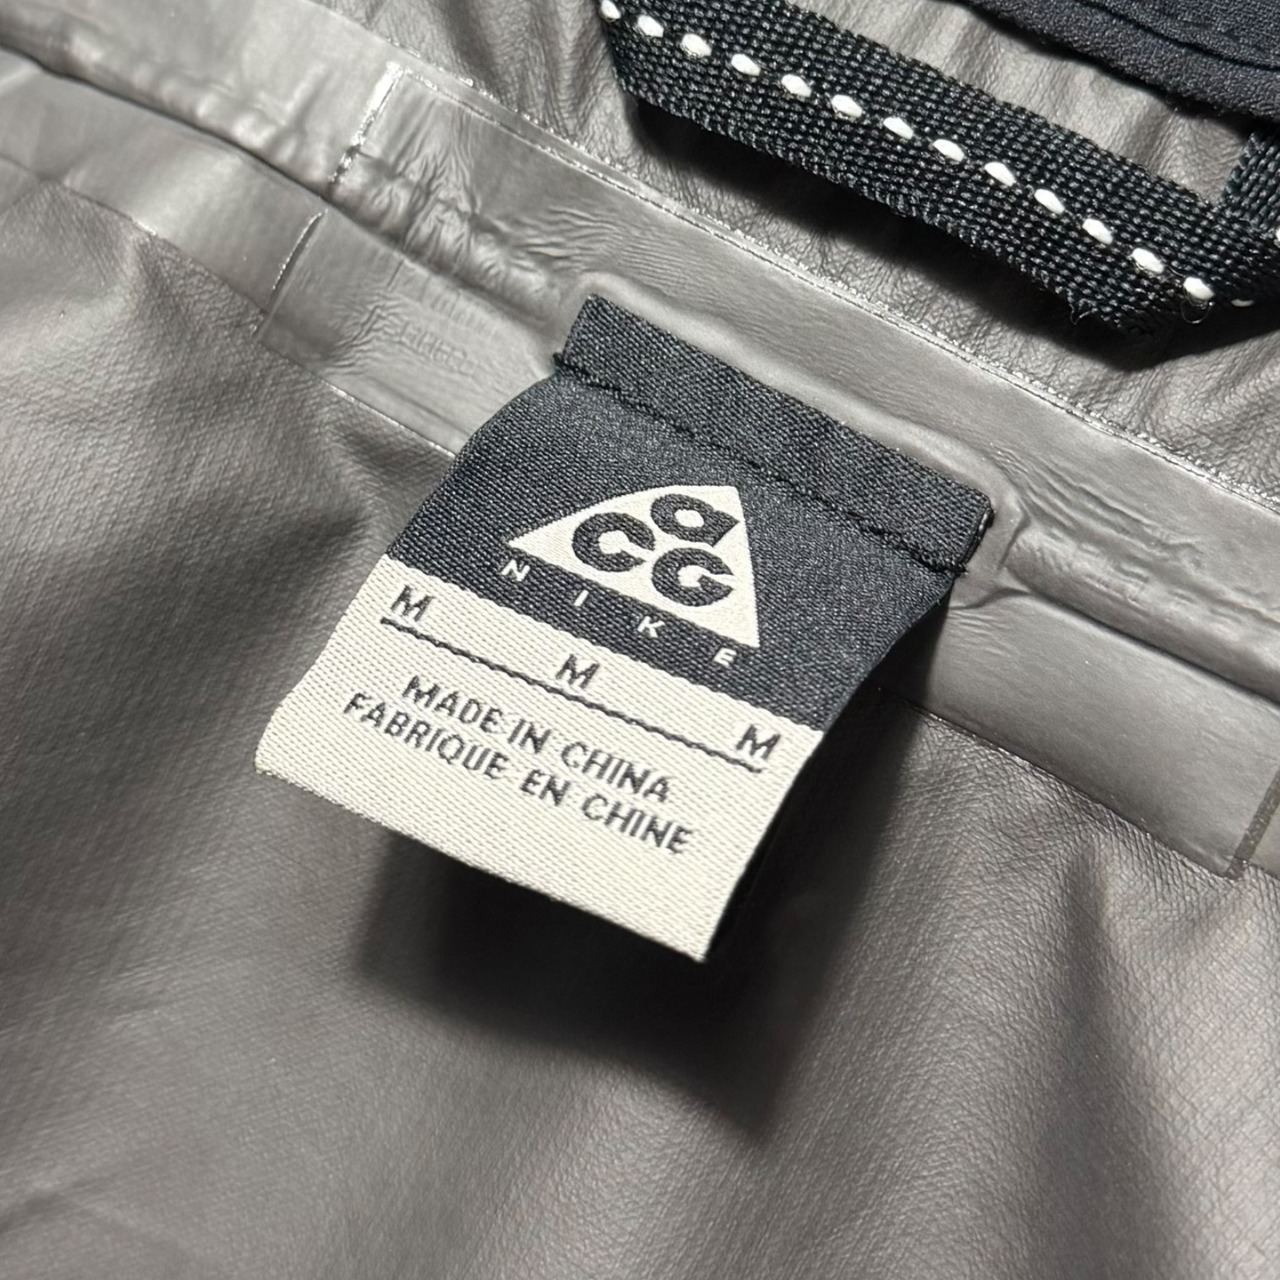 acG
NIKE
M M M
MADE IN CHINA
FABRIQUE EN CHINE